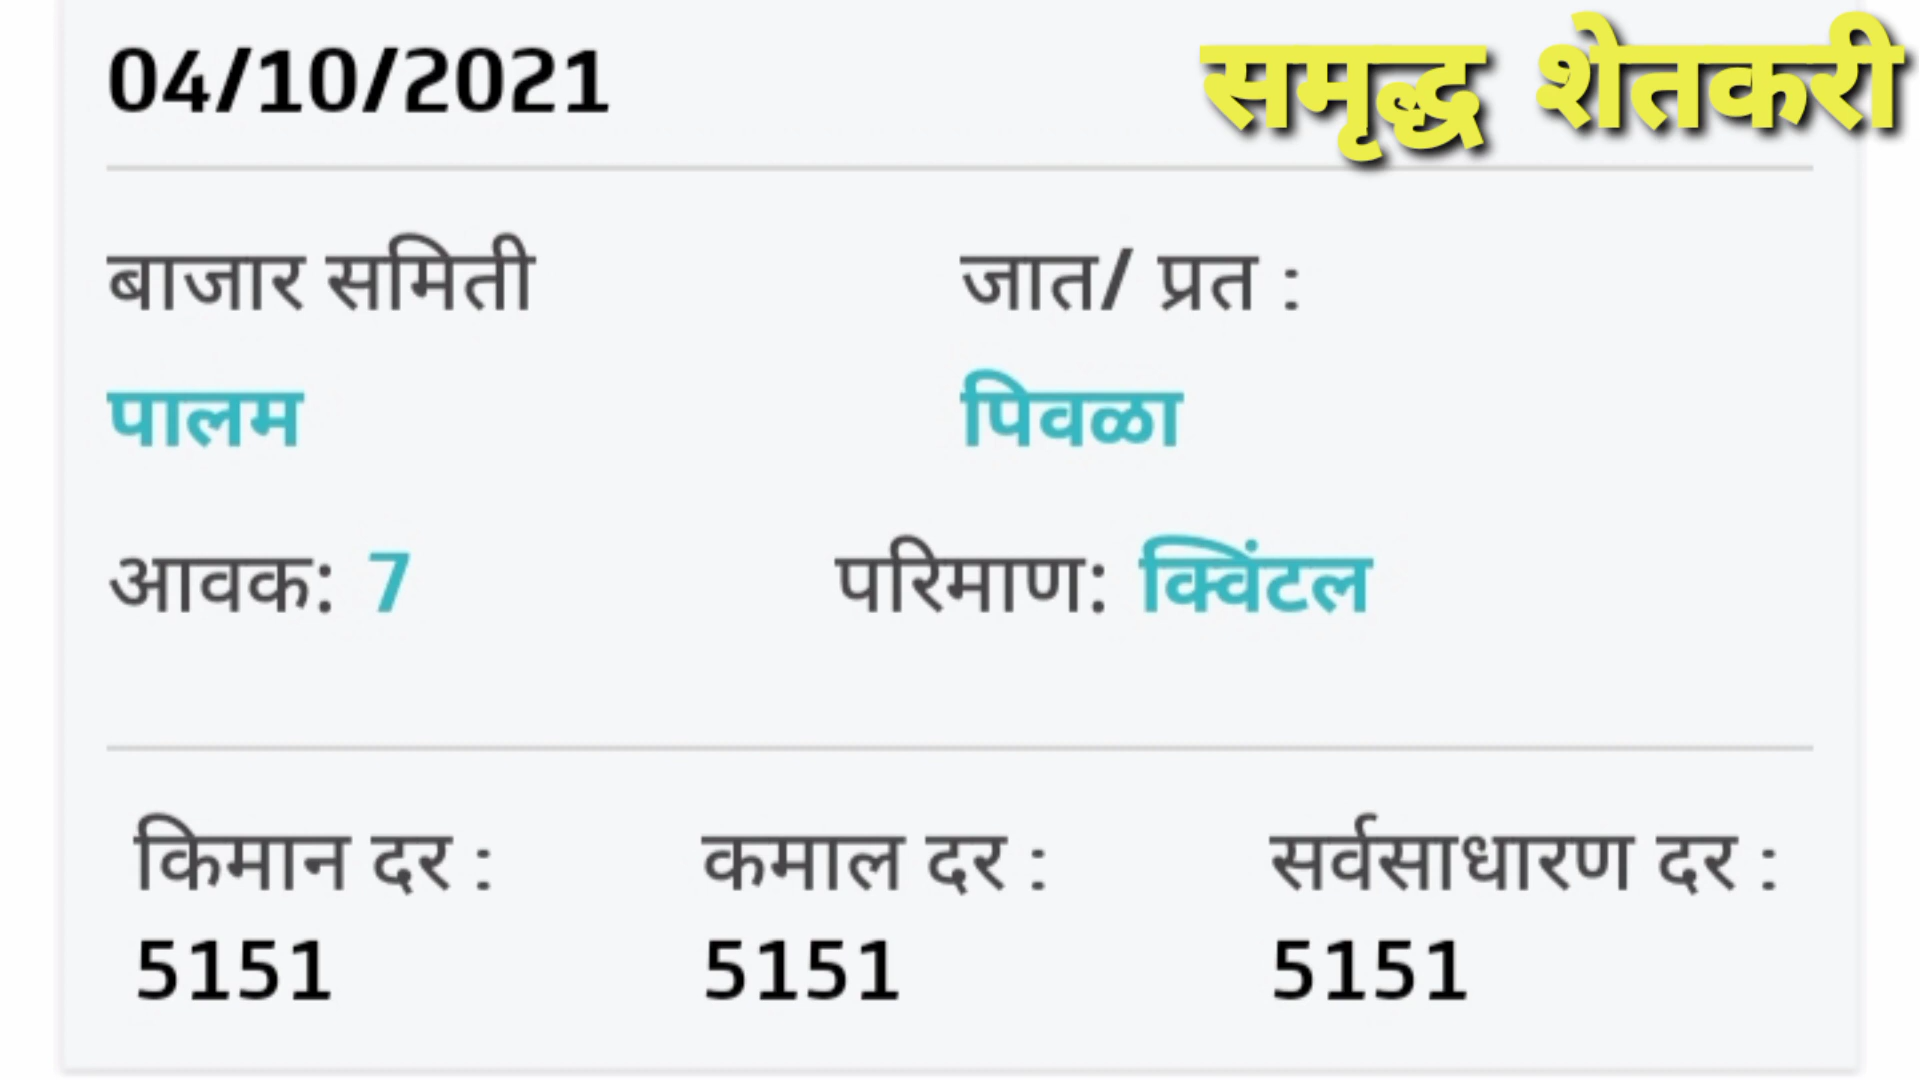 04/10/2021 समृद्ध शेतकरी
बाजार समिती जात/ प्रत :
पालम पिवळा
आवक: 7 परिमाण: क्विंटल
किमान दर : कमाल दर : सर्वसाधारण दर :
5151 5151 5151